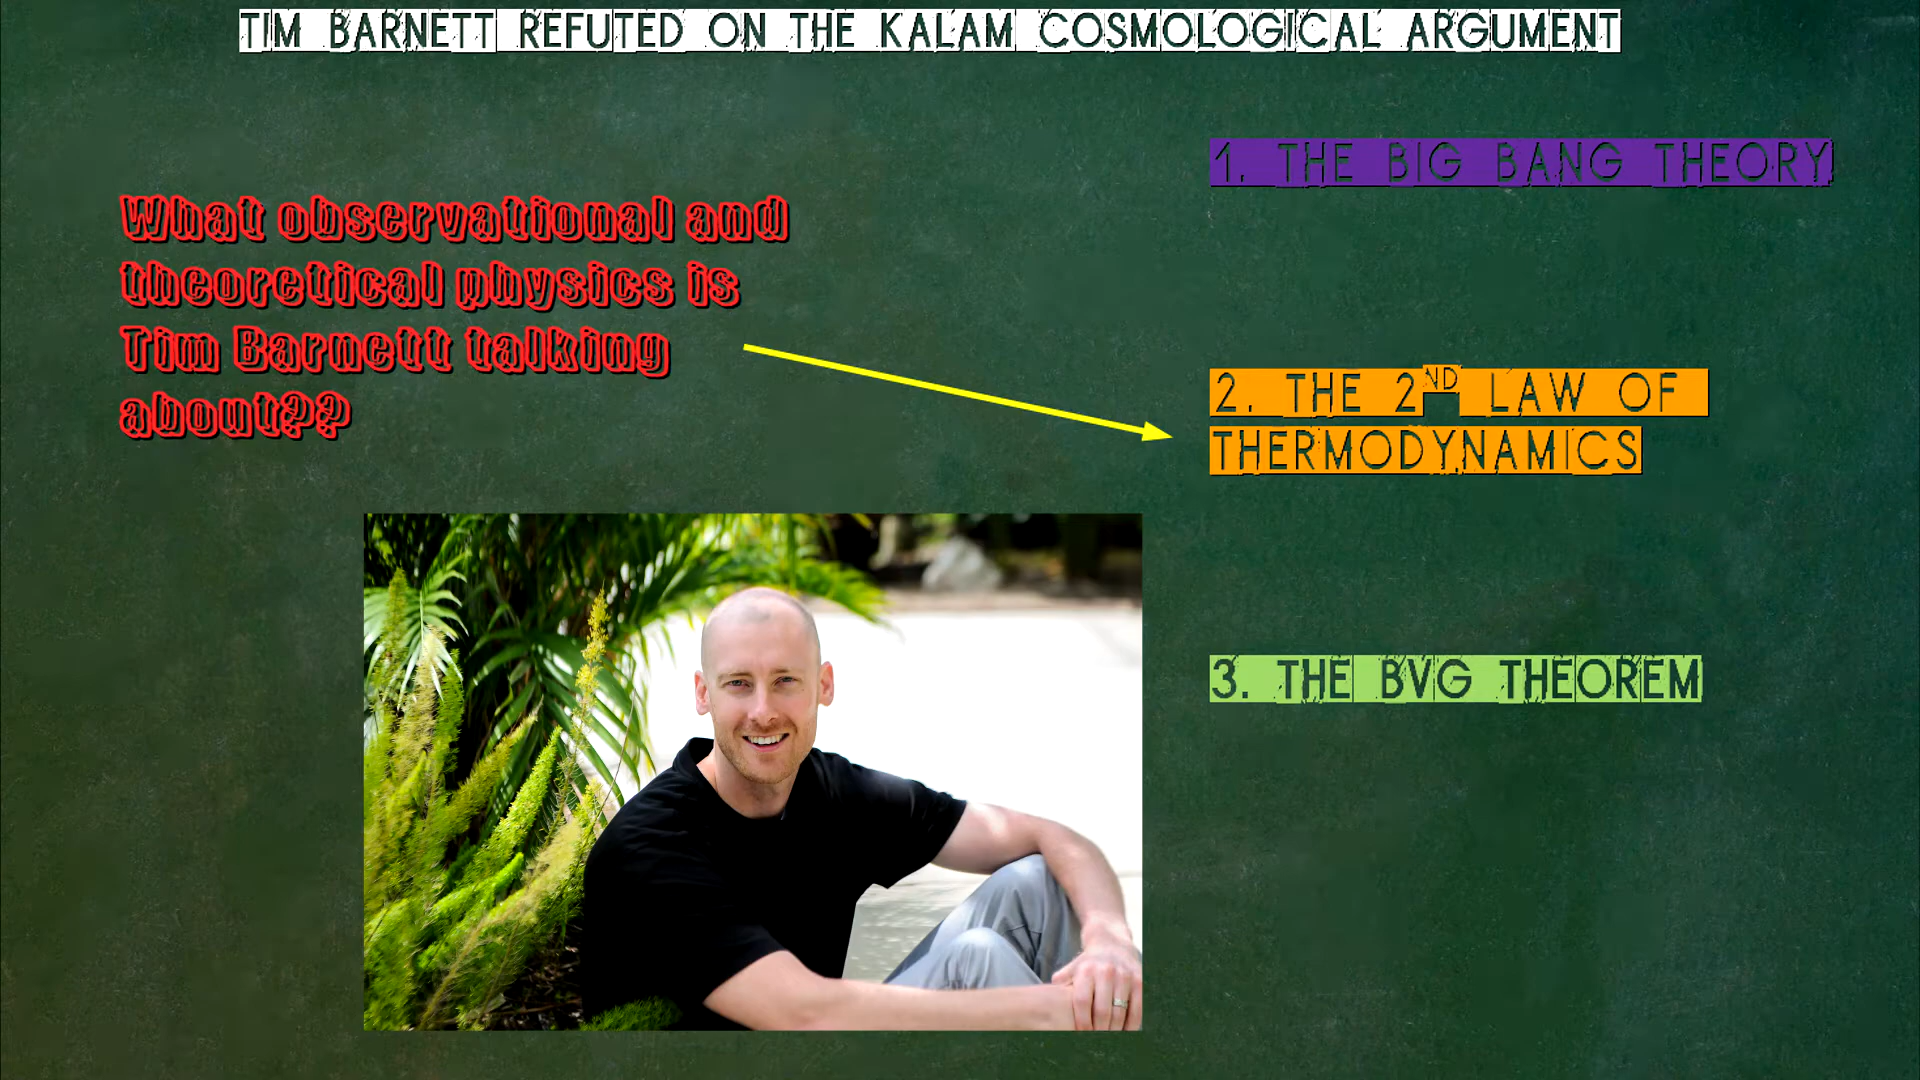 TIM BARNETT REFUTED ON THE KALAM COSMOLOGICAL ARGUMENT
What observational and
theoretical physics is
Tim Barnett talking
about??
1. THE BIG BANG THEORY
2. THE 2ND LAW OF
THERMODYNAMICS
3. THE BVG THEOREM